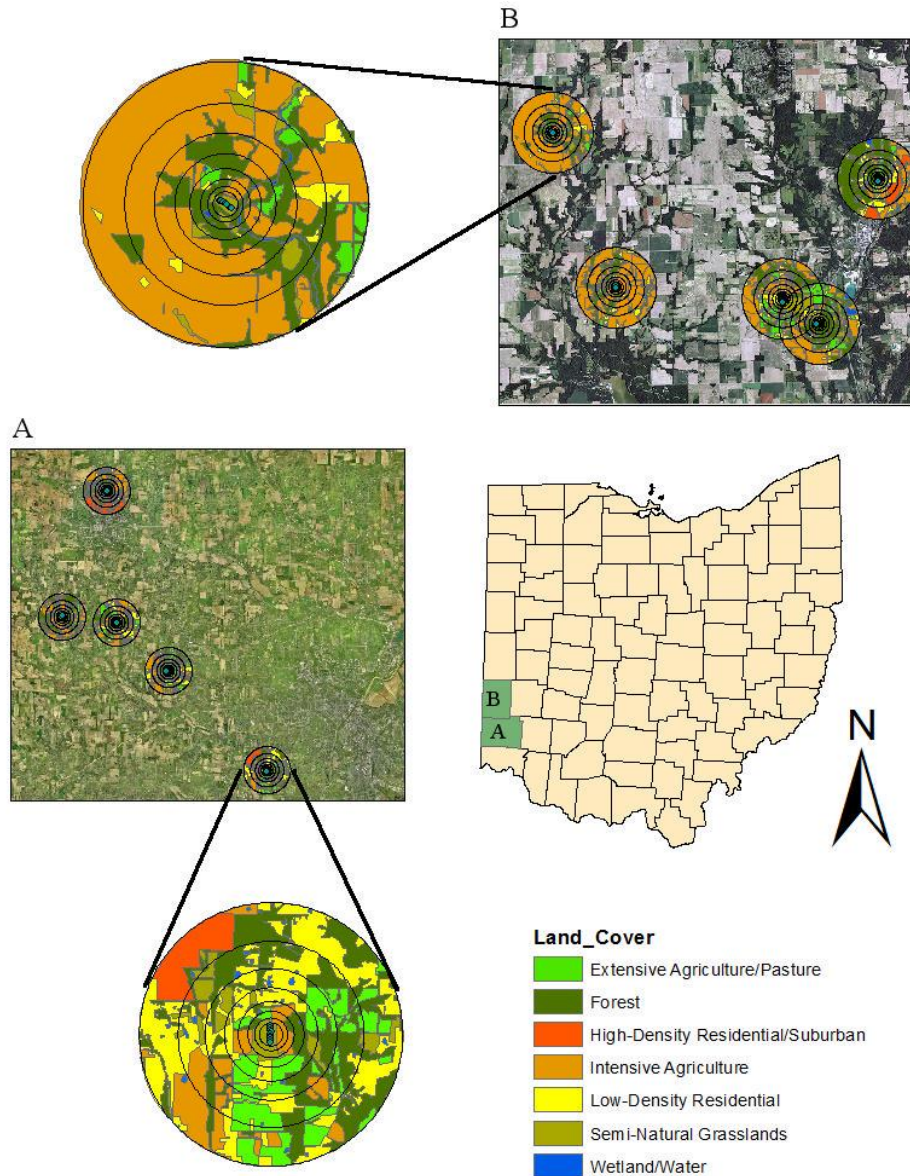 B
A
B
A
N
Land_Cover
Extensive Agriculture/Pasture
Forest
High-Density Residential/Suburban
Intensive Agriculture
Low-Density Residential
Semi-Natural Grasslands
Wetland/Water